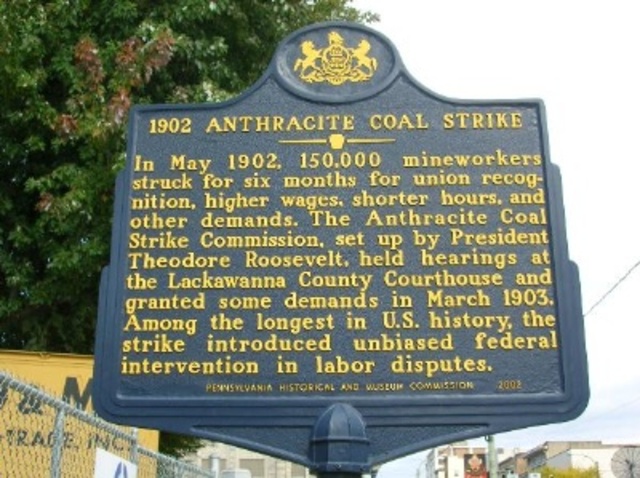 1902 ANTHRACITE COAL STRIKE
In May 1902, 150,000 mineworkers
struck for six months for union recog-
nition, higher wages, shorter hours, and
other demands. The Anthracite Coal
Strike Commission, set up by President
Theodore Roosevelt, held hearings at
the Lackawanna County Courthouse and
granted some demands in March 1903.
Among the longest in U.S. history, the
strike introduced unbiased federal
intervention in labor disputes.
PENNSYLVANIA HISTORICAL AND MUSEUM COMMISSION 2002
& M
TRADE, INC.